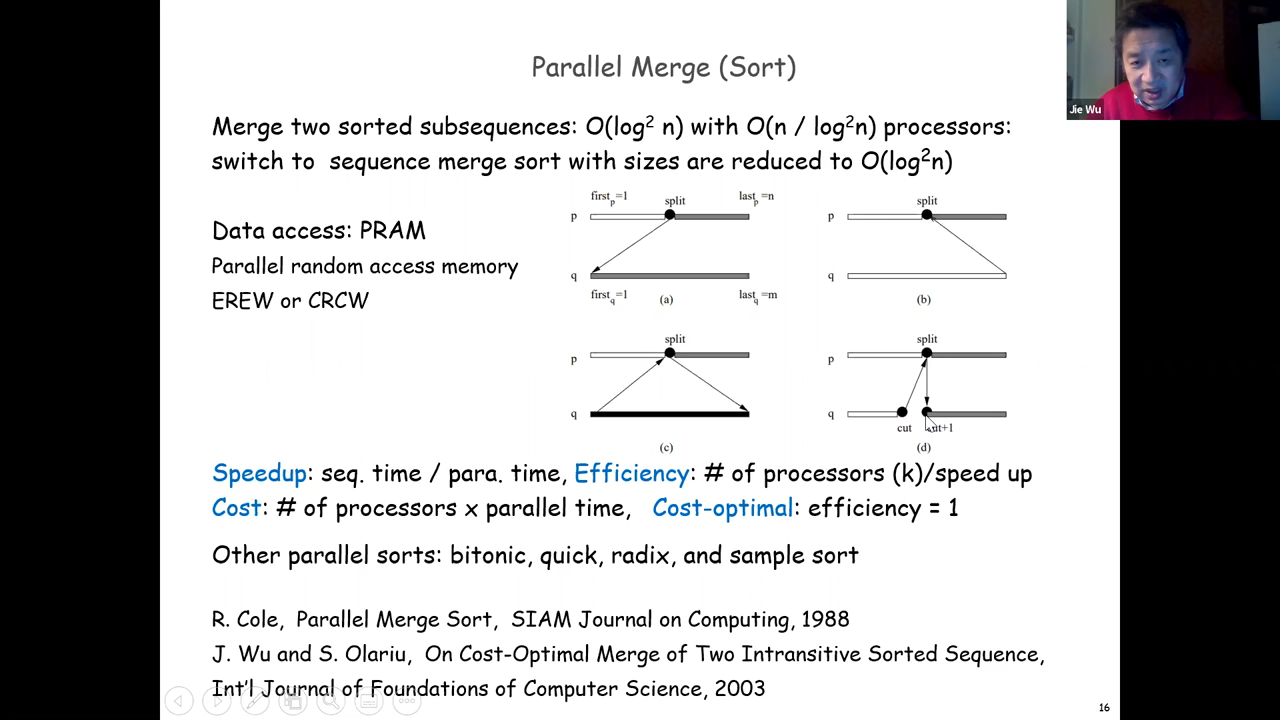 Parallel Merge (Sort)
Jie Wu
Merge two sorted subsequences: O(log² n) with O(n / log²n) processors:
switch to sequence merge sort with sizes are reduced to O(log²n)
Data access: PRAM
Parallel random access memory
EREW or CRCW
first_p=1 split last_p=n
p
q
first_q=1 (a) last_q=m
split
p
q
(b)
split
p
q
(c)
split
p
q
cut
(d)
Speedup: seq. time / para. time, Efficiency: # of processors (k)/speed up
Cost: # of processors x parallel time, Cost-optimal: efficiency = 1
Other parallel sorts: bitonic, quick, radix, and sample sort
R. Cole, Parallel Merge Sort, SIAM Journal on Computing, 1988
J. Wu and S. Olariu, On Cost-Optimal Merge of Two Intransitive Sorted Sequence,
Int'l Journal of Foundations of Computer Science, 2003
16